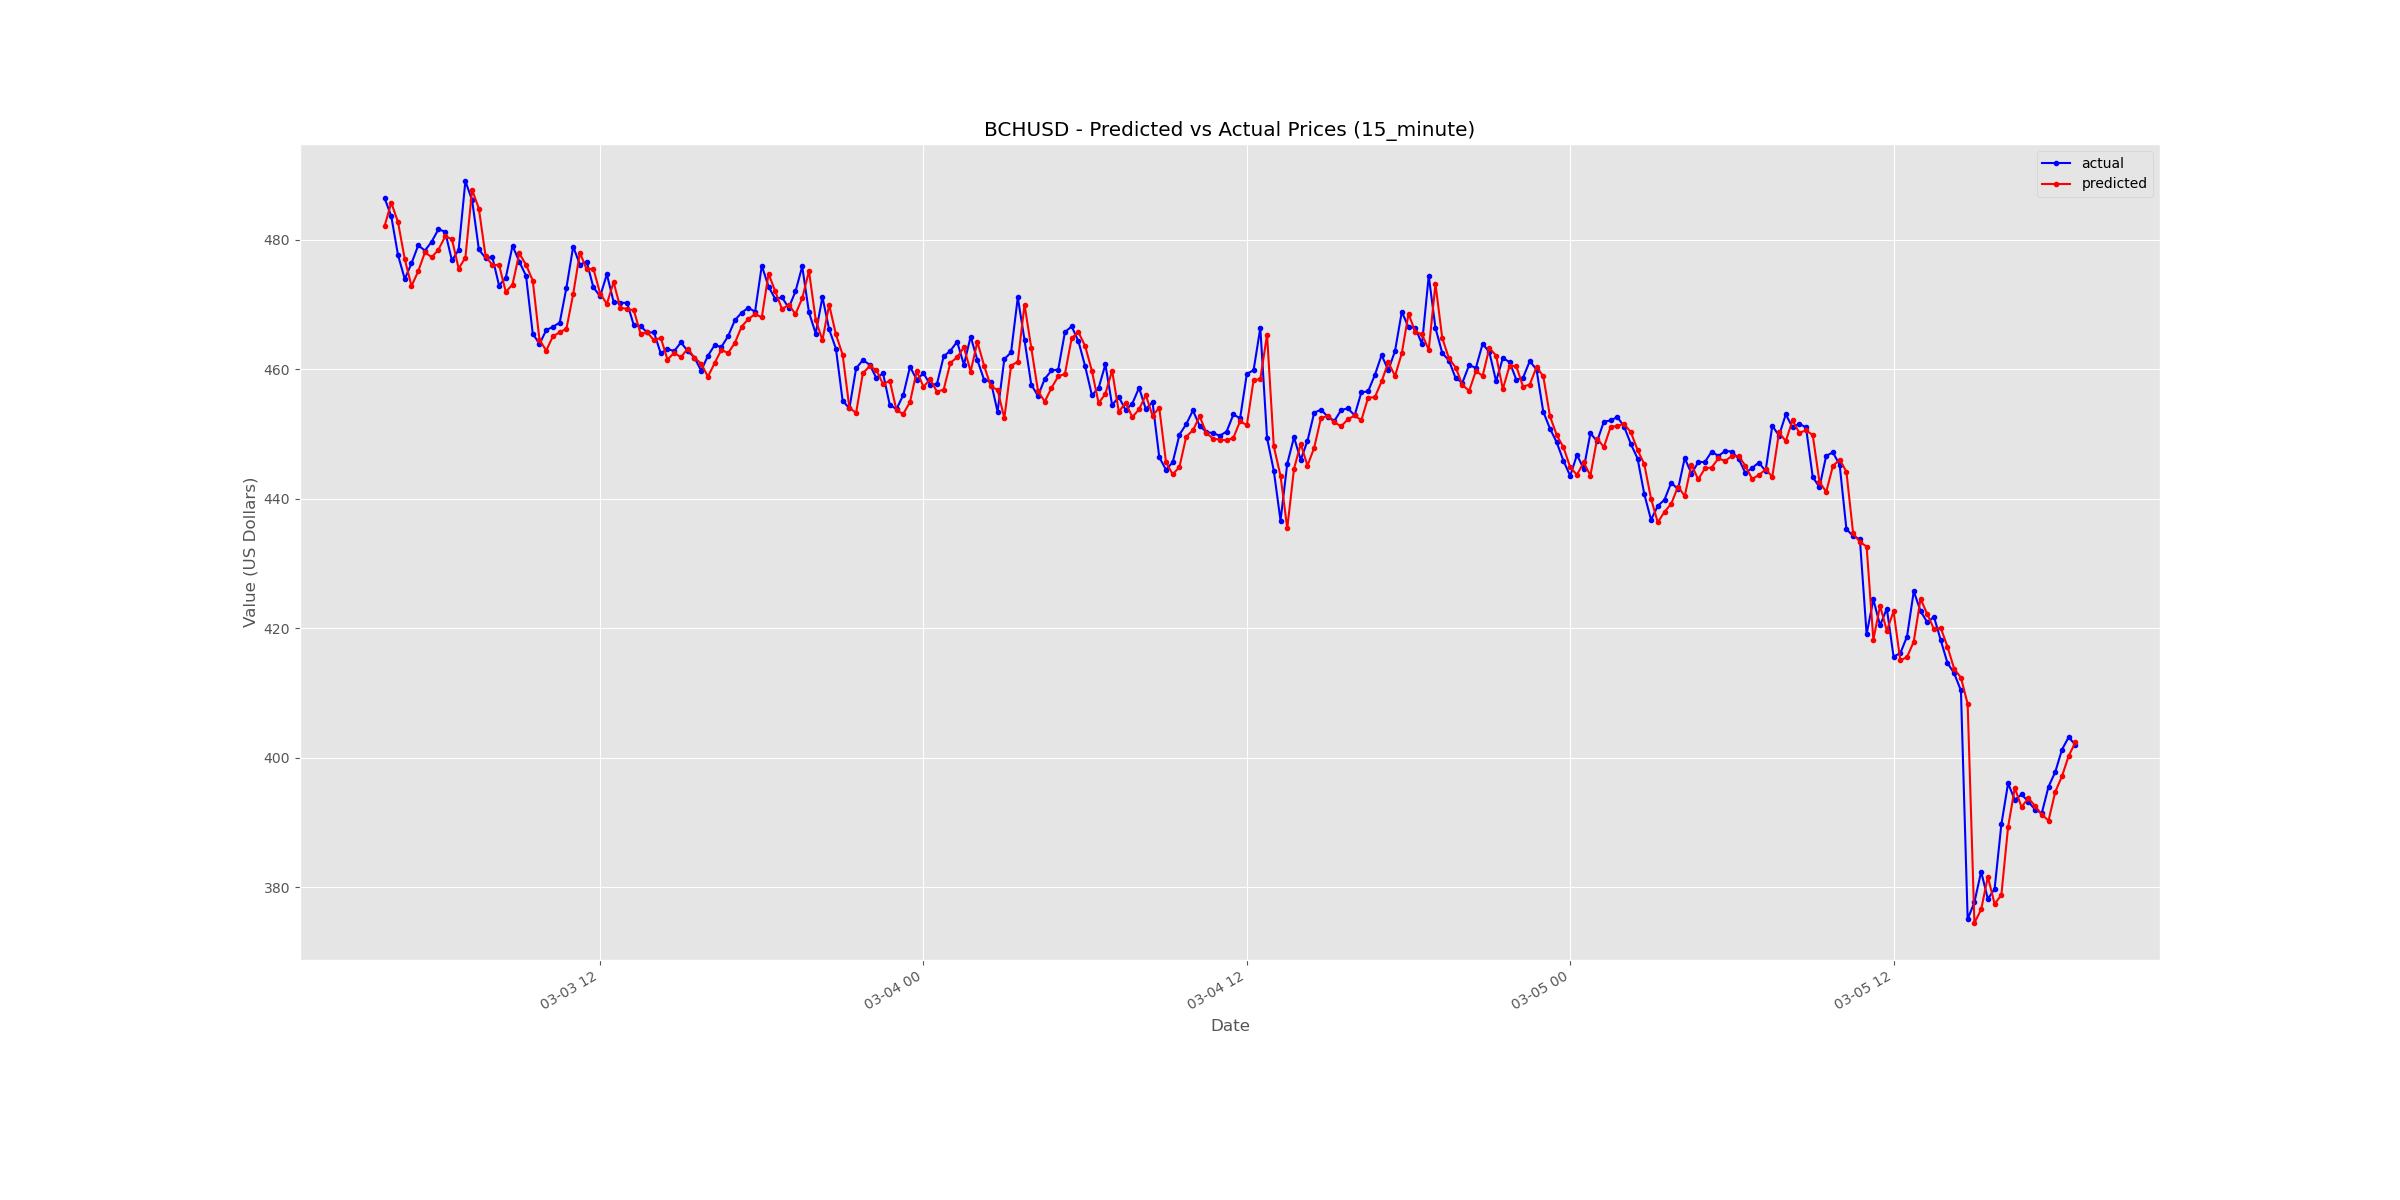 BCHUSD - Predicted vs Actual Prices (15_minute)
actual
predicted
480
460
440
420
400
380
Value (US Dollars)
03-03 12
03-04 00
03-04 12
03-05 00
03-05 12
Date